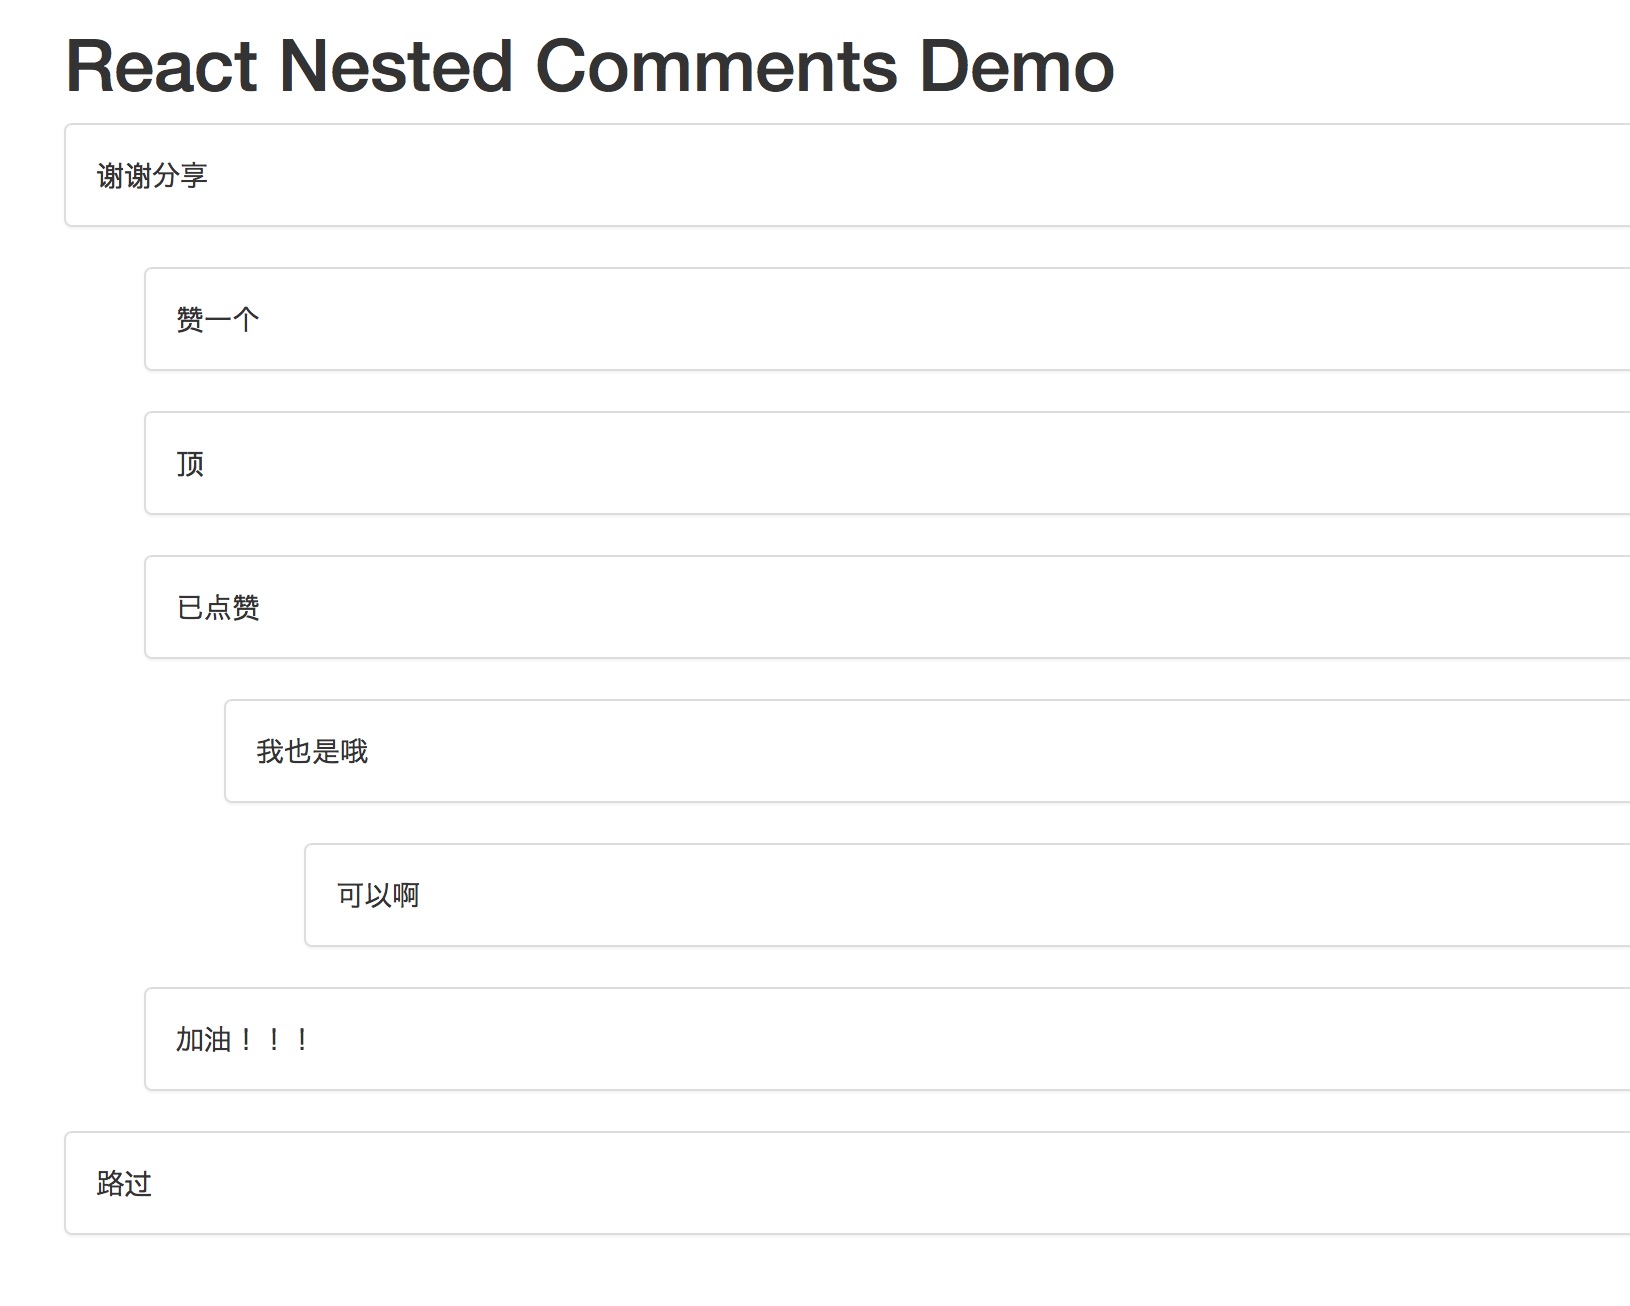 React Nested Comments Demo
谢谢分享
赞一个
顶
已点赞
我也是哦
可以啊
加油！！！
路过